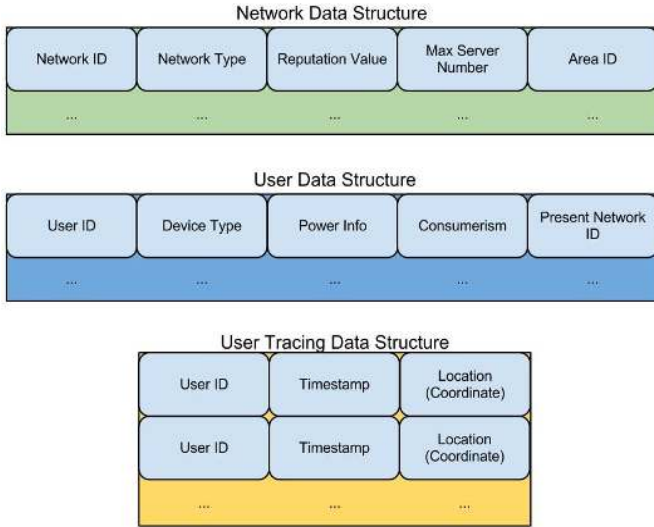 Network Data Structure
Network ID Network Type Reputation Value Max Server Number Area ID
... ... ... ... ...
User Data Structure
User ID Device Type Power Info Consumerism Present Network ID
... ... ... ... ...
User Tracing Data Structure
User ID Timestamp Location (Coordinate)
User ID Timestamp Location (Coordinate)
... ... ...